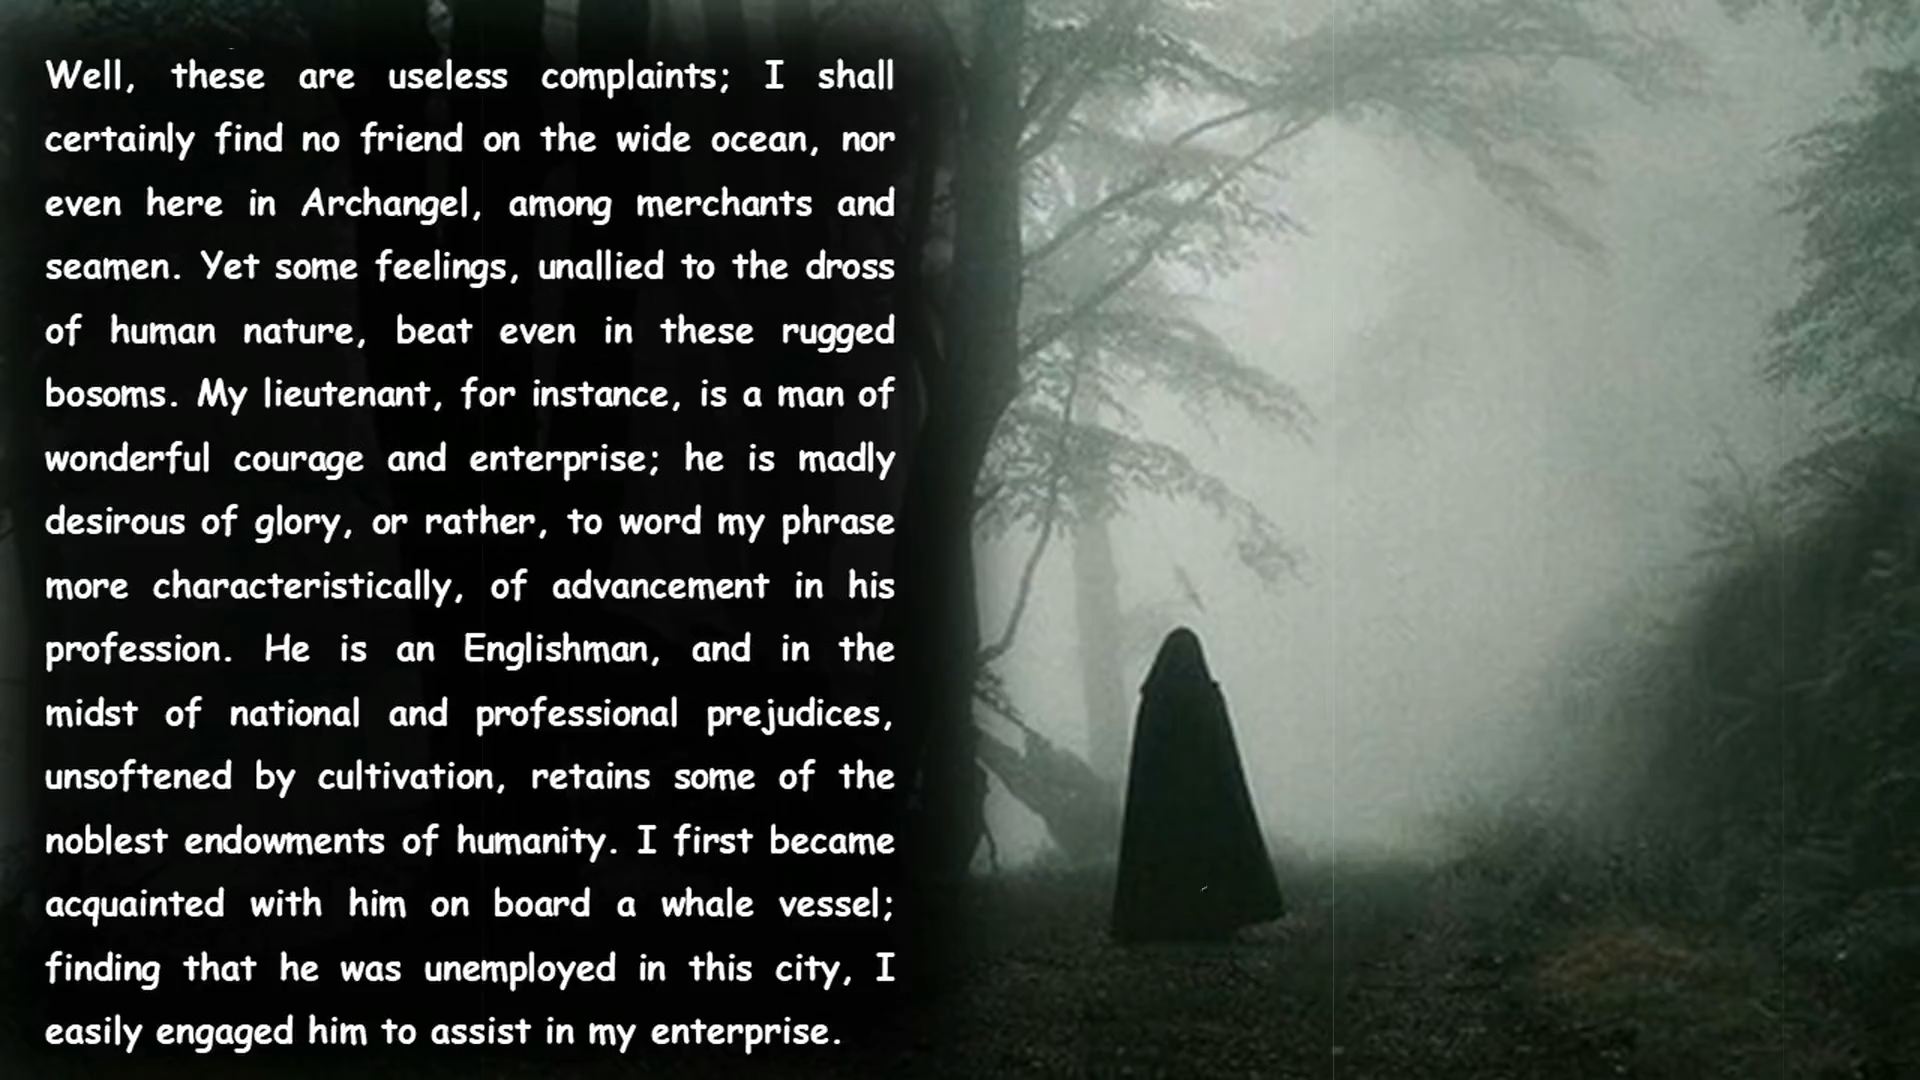 Well, these are useless complaints; I shall
certainly find no friend on the wide ocean, nor
even here in Archangel, among merchants and
seamen. Yet some feelings, unallied to the dross
of human nature, beat even in these rugged
bosoms. My lieutenant, for instance, is a man of
wonderful courage and enterprise; he is madly
desirous of glory, or rather, to word my phrase
more characteristically, of advancement in his
profession. He is an Englishman, and in the
midst of national and professional prejudices,
unsoftened by cultivation, retains some of the
noblest endowments of humanity. I first became
acquainted with him on board a whale vessel;
finding that he was unemployed in this city, I
easily engaged him to assist in my enterprise.